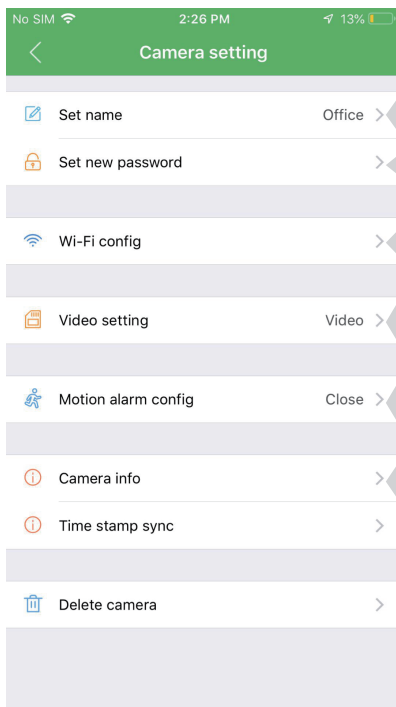 No SIM 2:26 PM 13%
Camera setting
Set name Office
Set new password
Wi-Fi config
Video setting Video
Motion alarm config Close
Camera info
Time stamp sync
Delete camera